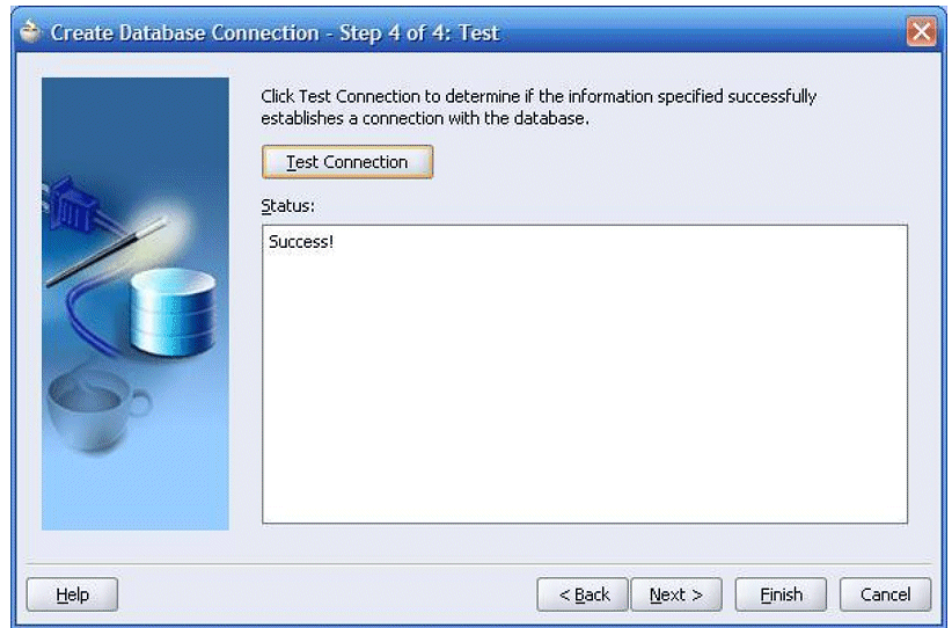 Create Database Connection - Step 4 of 4: Test
Click Test Connection to determine if the information specified successfully
establishes a connection with the database.
Test Connection
Status:
Success!
Help
< Back
Next >
Finish
Cancel